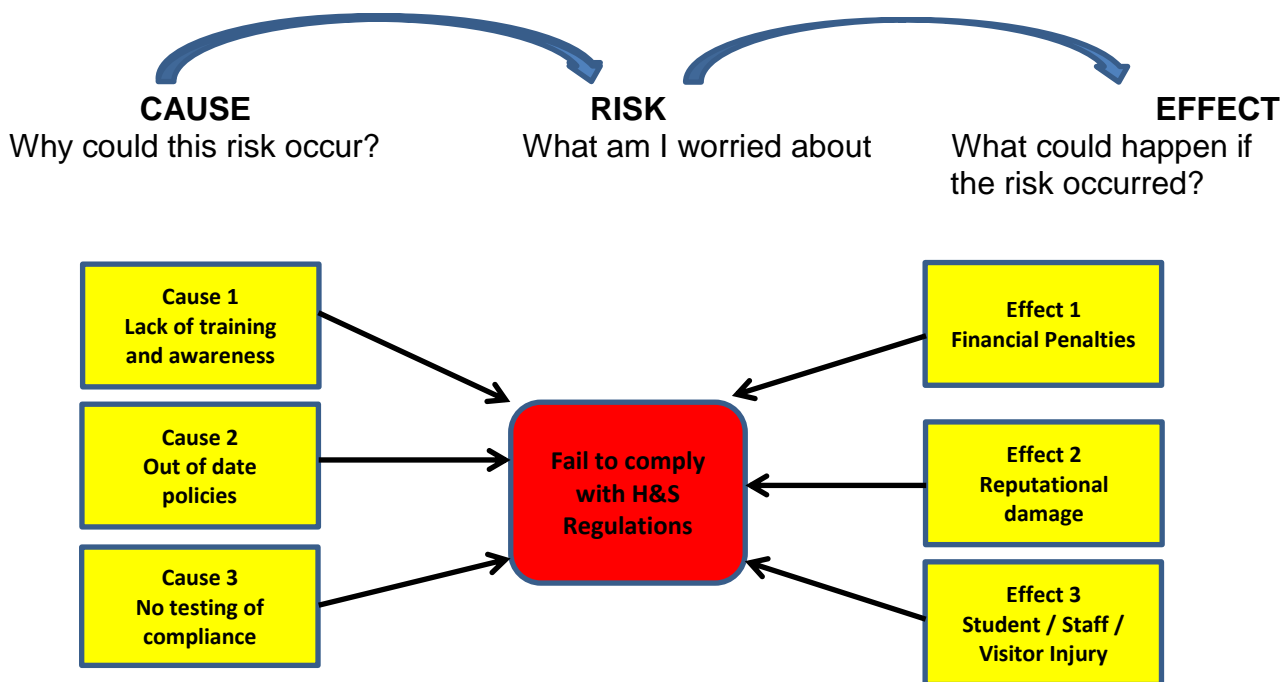 CAUSE
Why could this risk occur?
RISK
What am I worried about
EFFECT
What could happen if
the risk occurred?
Cause 1
Lack of training
and awareness
Cause 2
Out of date
policies
Cause 3
No testing of
compliance
Fail to comply
with H&S
Regulations
Effect 1
Financial Penalties
Effect 2
Reputational
damage
Effect 3
Student / Staff /
Visitor Injury